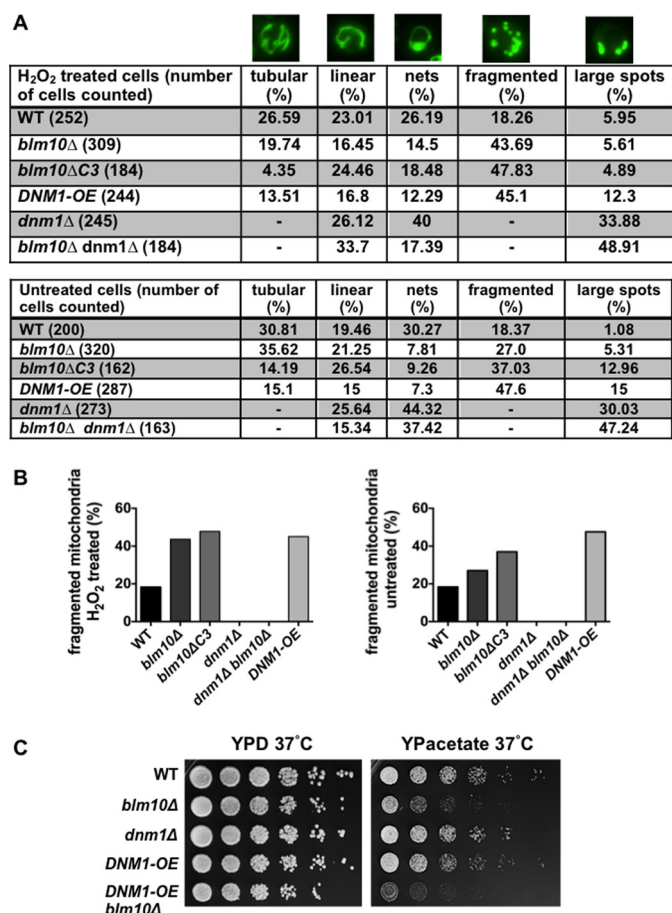 A
H₂O₂ treated cells (number of cells counted) tubular (%) linear (%) nets (%) fragmented (%) large spots (%)
WT (252) 26.59 23.01 26.19 18.26 5.95
blm10Δ (309) 19.74 16.45 14.5 43.69 5.61
blm10ΔC3 (184) 4.35 24.46 18.48 47.83 4.89
DNM1-OE (244) 13.51 16.8 12.29 45.1 12.3
dnm1Δ (245) - 26.12 40 - 33.88
blm10Δ dnm1Δ (184) - 33.7 17.39 - 48.91
Untreated cells (number of cells counted) tubular (%) linear (%) nets (%) fragmented (%) large spots (%)
WT (200) 30.81 19.46 30.27 18.37 1.08
blm10Δ (320) 35.62 21.25 7.81 27.0 5.31
blm10ΔC3 (162) 14.19 26.54 9.26 37.03 12.96
DNM1-OE (287) 15.1 15 7.3 47.6 15
dnm1Δ (273) - 25.64 44.32 - 30.03
blm10Δ dnm1Δ (163) - 15.34 37.42 - 47.24
B
fragmented mitochondria
H₂O₂ treated (%)
60
40
20
0
WT
blm10Δ
blm10ΔC3
dnm1Δ
dnm1Δ blm10Δ
DNM1-OE
fragmented mitochondria
untreated (%)
60
40
20
0
WT
blm10Δ
blm10ΔC3
dnm1Δ
dnm1Δ blm10Δ
DNM1-OE
C
YPD 37°C YPacetate 37°C
WT
blm10Δ
dnm1Δ
DNM1-OE
DNM1-OE
blm10Δ